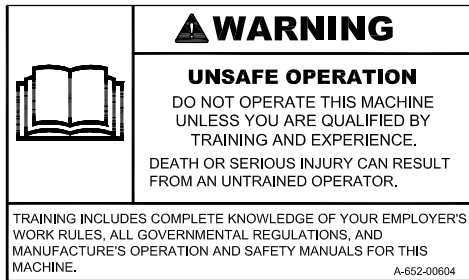 WARNING
UNSAFE OPERATION
DO NOT OPERATE THIS MACHINE
UNLESS YOU ARE QUALIFIED BY
TRAINING AND EXPERIENCE.
DEATH OR SERIOUS INJURY CAN RESULT
FROM AN UNTRAINED OPERATOR.
TRAINING INCLUDES COMPLETE KNOWLEDGE OF YOUR EMPLOYER'S
WORK RULES, ALL GOVERNMENTAL REGULATIONS, AND
MANUFACTURE'S OPERATION AND SAFETY MANUALS FOR THIS
MACHINE.
A-652-00604